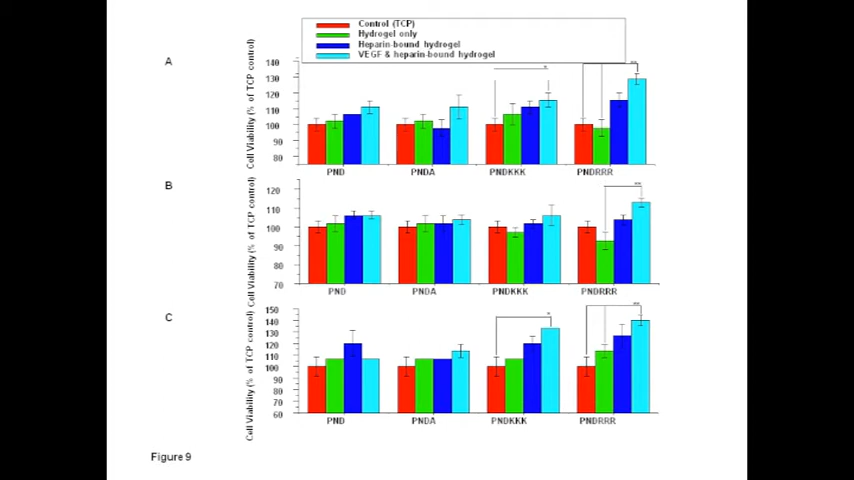 Control (TCP)
Hydrogel only
Heparin-bound hydrogel
VEGF & heparin-bound hydrogel
A
Cell Viability (% of TCP control)
140
130
120
110
100
90
80
PND
PNDA
PNDKKK
PNDRRR
*
**
B
Cell Viability (% of TCP control)
120
110
100
90
80
70
PND
PNDA
PNDKKK
PNDRRR
**
C
Cell Viability (% of TCP control)
150
140
130
120
110
100
90
80
70
60
PND
PNDA
PNDKKK
PNDRRR
*
**
Figure 9